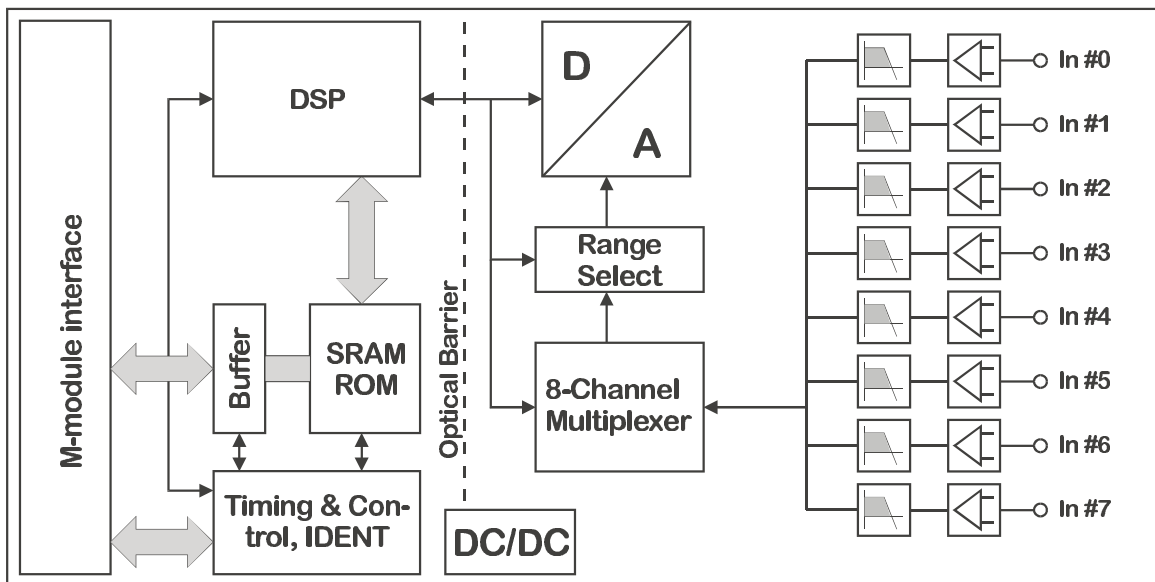 M-module interface
DSP
Buffer
SRAM
ROM
Timing & Con-
trol, IDENT
Optical Barrier
DC/DC
D
A
Range
Select
8-Channel
Multiplexer
In #0
In #1
In #2
In #3
In #4
In #5
In #6
In #7